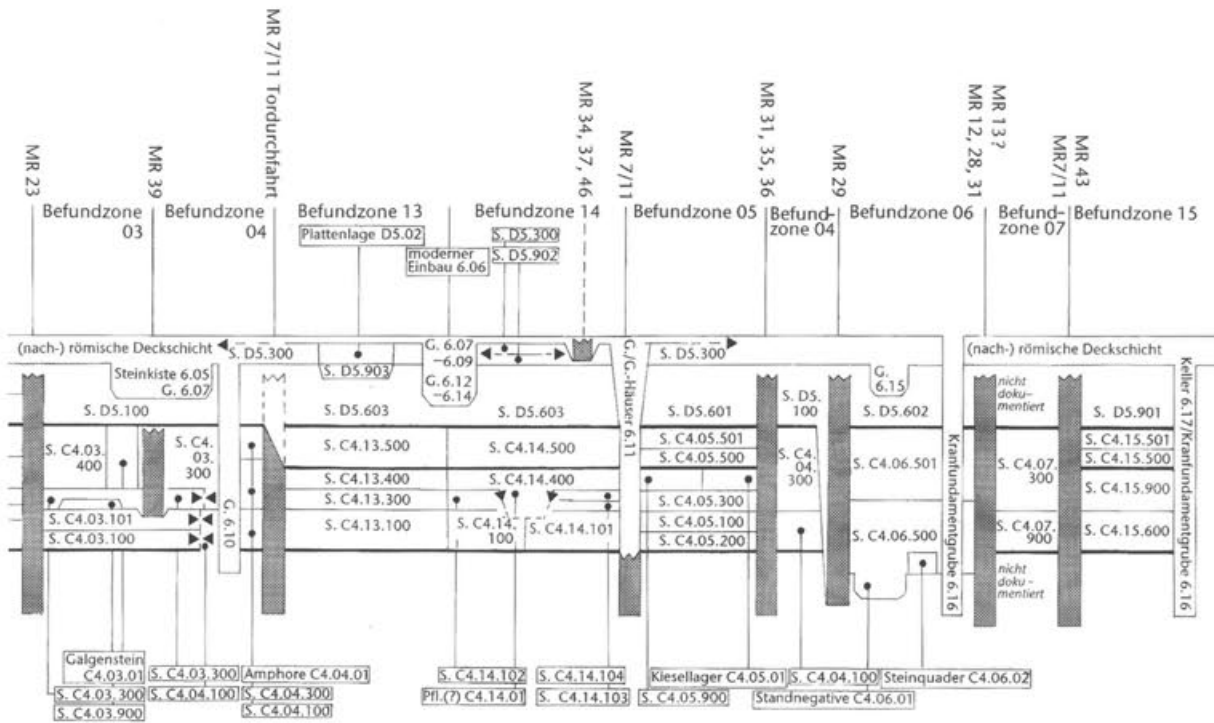 MR 23
MR 39
MR 7/11 Tordurchfahrt
MR 34, 37, 46
MR 7/11
MR 31, 35, 36
MR 29
MR 13?
MR 12, 28, 31
MR 43
MR7/11
Befundzone
03
Befundzone
04
Befundzone 13
Befundzone 14
Befundzone 05
Befund-
zone 04
Befundzone 06
Befund-
zone 07
Befundzone 15
Plattenlage D5.02
moderner
Einbau 6.06
S. D5.300
S. D5.902
(nach-) römische Deckschicht
S. D5.300
S. D5.903
G. 6.07
–6.09
G. 6.12
–6.14
G./G.-Häuser 6.11
S. D5.300
G.
6.15
(nach-) römische Deckschicht
Steinkiste 6.05
G. 6.07
S. D5.100
S. D5.603
S. D5.603
S. D5.601
S. D5.
100
S. D5.602
nicht
doku-
mentiert
S. D5.901
Keller 6.17/Kranfundamentgrube 6.16
Kranfundamentgrube 6.16
S. C4.03.
400
S. C4.
03.
300
G. 6.10
S. C4.13.500
S. C4.14.500
S. C4.05.501
S. C4.05.500
S. C4.
04.
300
S. C4.06.501
S. C4.07.
300
S. C4.15.501
S. C4.15.500
S. C4.13.400
S. C4.14.400
S. C4.13.300
S. C4.05.300
S. C4.15.900
S. C4.03.101
S. C4.03.100
S. C4.13.100
S. C4.14.
100
S. C4.14.101
S. C4.05.100
S. C4.05.200
S. C4.06.500
S. C4.07.
900
S. C4.15.600
nicht
doku-
mentiert
Galgenstein
C4.03.01
S. C4.03.300
S. C4.03.900
S. C4.03.300
S. C4.04.100
Amphore C4.04.01
S. C4.04.300
S. C4.04.100
S. C4.14.102
Pfl.(?) C4.14.01
S. C4.14.104
S. C4.14.103
Kiesellager C4.05.01
S. C4.05.900
S. C4.04.100
Standnegative C4.06.01
Steinquader C4.06.02